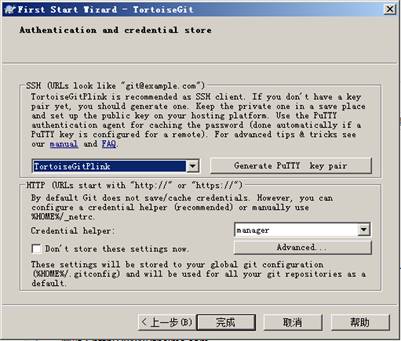 First Start Wizard - TortoiseGit
Authentication and credential store
SSH (URLs look like "git@example.com")
TortoiseGitPlink is recommended as SSH client. If you don't have a key
pair yet, you should generate one. Keep the private one in a save place
and set up the public key on your hosting platform. Use the PuTTY
authentication agent for caching the password (done automatically if a
PuTTY key is configured for a remote). For advanced tips & tricks see
our manual and FAQ.
TortoiseGitPlink
Generate PuTTY key pair
HTTP (URLs start with "http://" or "https://")
By default Git does not save/cache credentials. However, you can
configure a credential helper (recommended) or manually use
%HOME%/_netrc.
Credential helper:
manager
Don't store these settings now.
Advanced...
These settings will be stored to your global git configuration
(%HOME%/.gitconfig) and will be used for all your git repositories as a
default.
< 上一步(B)
完成
取消
帮助